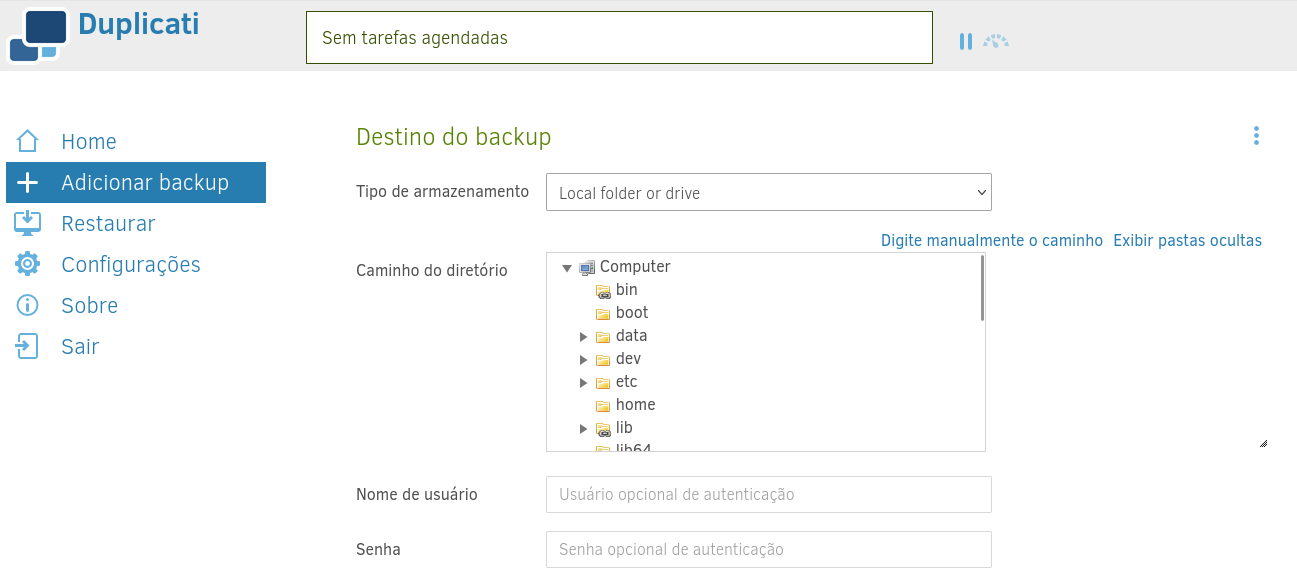 Duplicati
Sem tarefas agendadas
Home
Adicionar backup
Restaurar
Configurações
Sobre
Sair
Destino do backup
Tipo de armazenamento
Local folder or drive
Digite manualmente o caminho Exibir pastas ocultas
Caminho do diretório
Computer
bin
boot
data
dev
etc
home
lib
lib64
Nome de usuário
Usuário opcional de autenticação
Senha
Senha opcional de autenticação